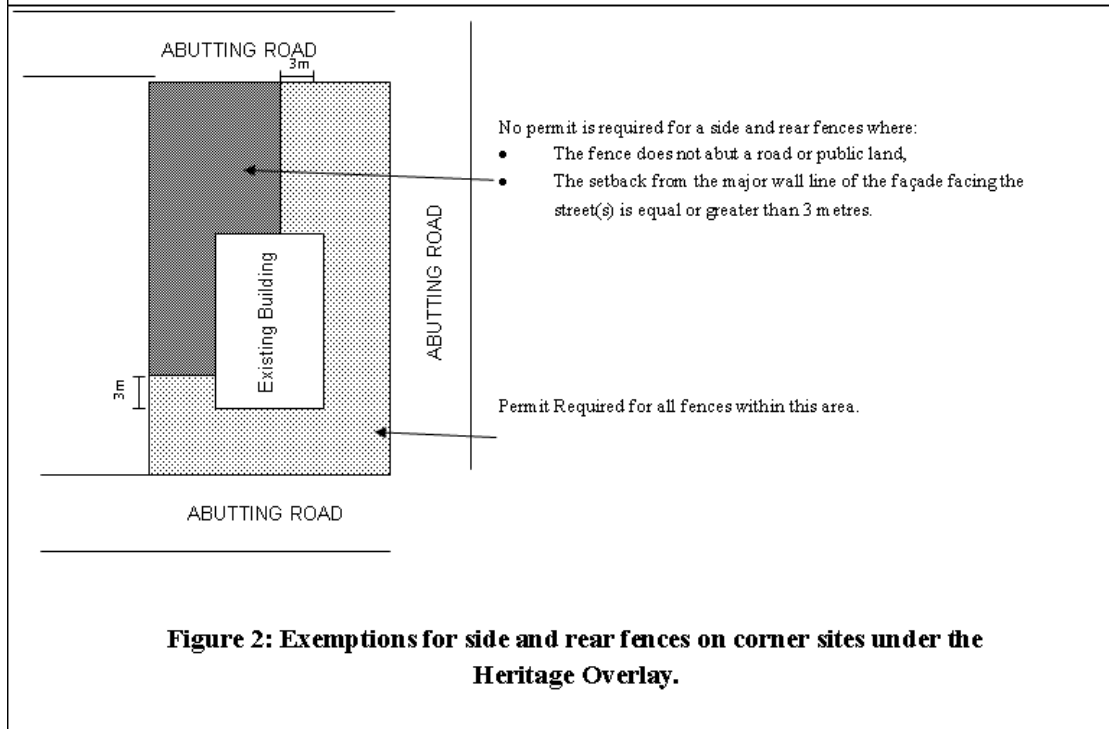 ABUTTING ROAD
3m
No permit is required for a side and rear fences where:
• The fence does not abut a road or public land,
• The setback from the major wall line of the façade facing the
street(s) is equal or greater than 3 metres.
ABUTTING ROAD
Existing Building
3m
Permit Required for all fences within this area.
ABUTTING ROAD
Figure 2: Exemptions for side and rear fences on corner sites under the
Heritage Overlay.